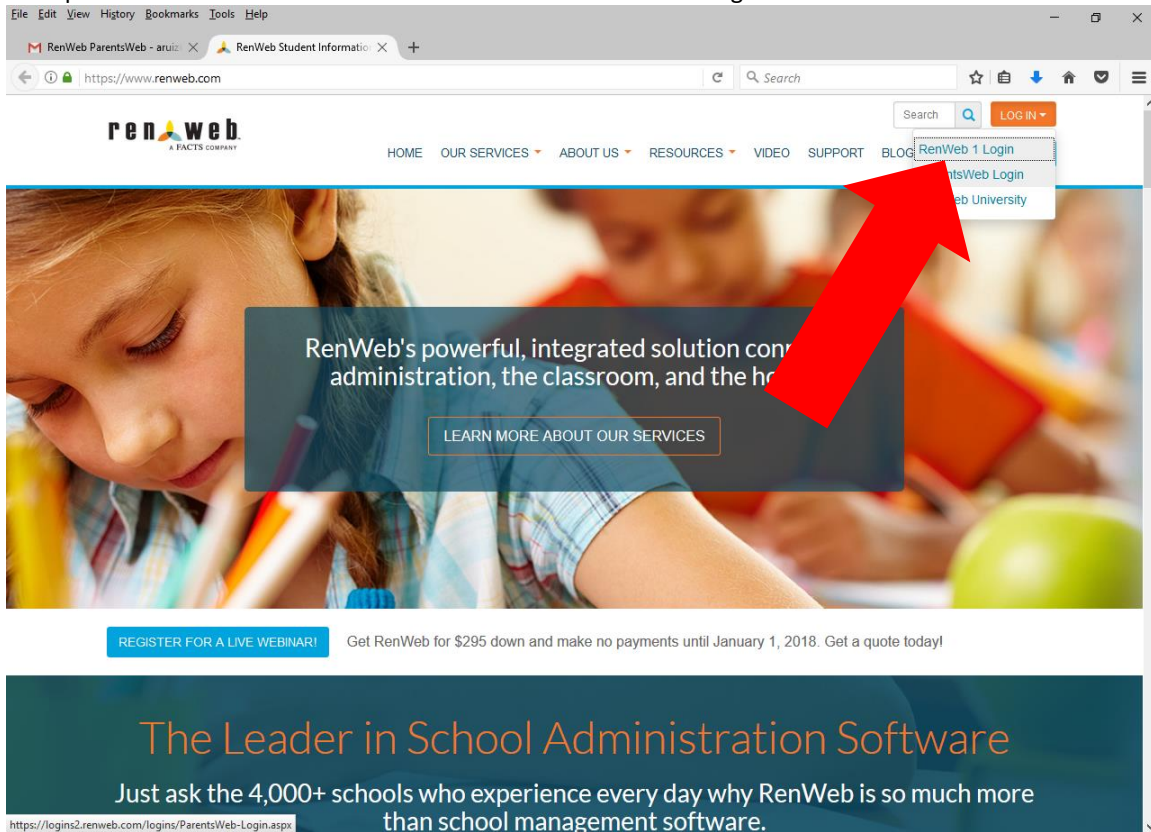 File Edit View History Bookmarks Tools Help
RenWeb ParentsWeb - aruiz
RenWeb Student Information
https://www.renweb.com
Search
renweb
A FACTS COMPANY
Search
LOG IN
HOME OUR SERVICES ABOUT US RESOURCES VIDEO SUPPORT BLOG
RenWeb 1 Login
ntsWeb Login
eb University
RenWeb's powerful, integrated solution conn
administration, the classroom, and the ho
LEARN MORE ABOUT OUR SERVICES
REGISTER FOR A LIVE WEBINAR!
Get RenWeb for $295 down and make no payments until January 1, 2018. Get a quote today!
The Leader in School Administration Software
Just ask the 4,000+ schools who experience every day why RenWeb is so much more
than school management software.
https://logins2.renweb.com/logins/ParentsWeb-Login.aspx